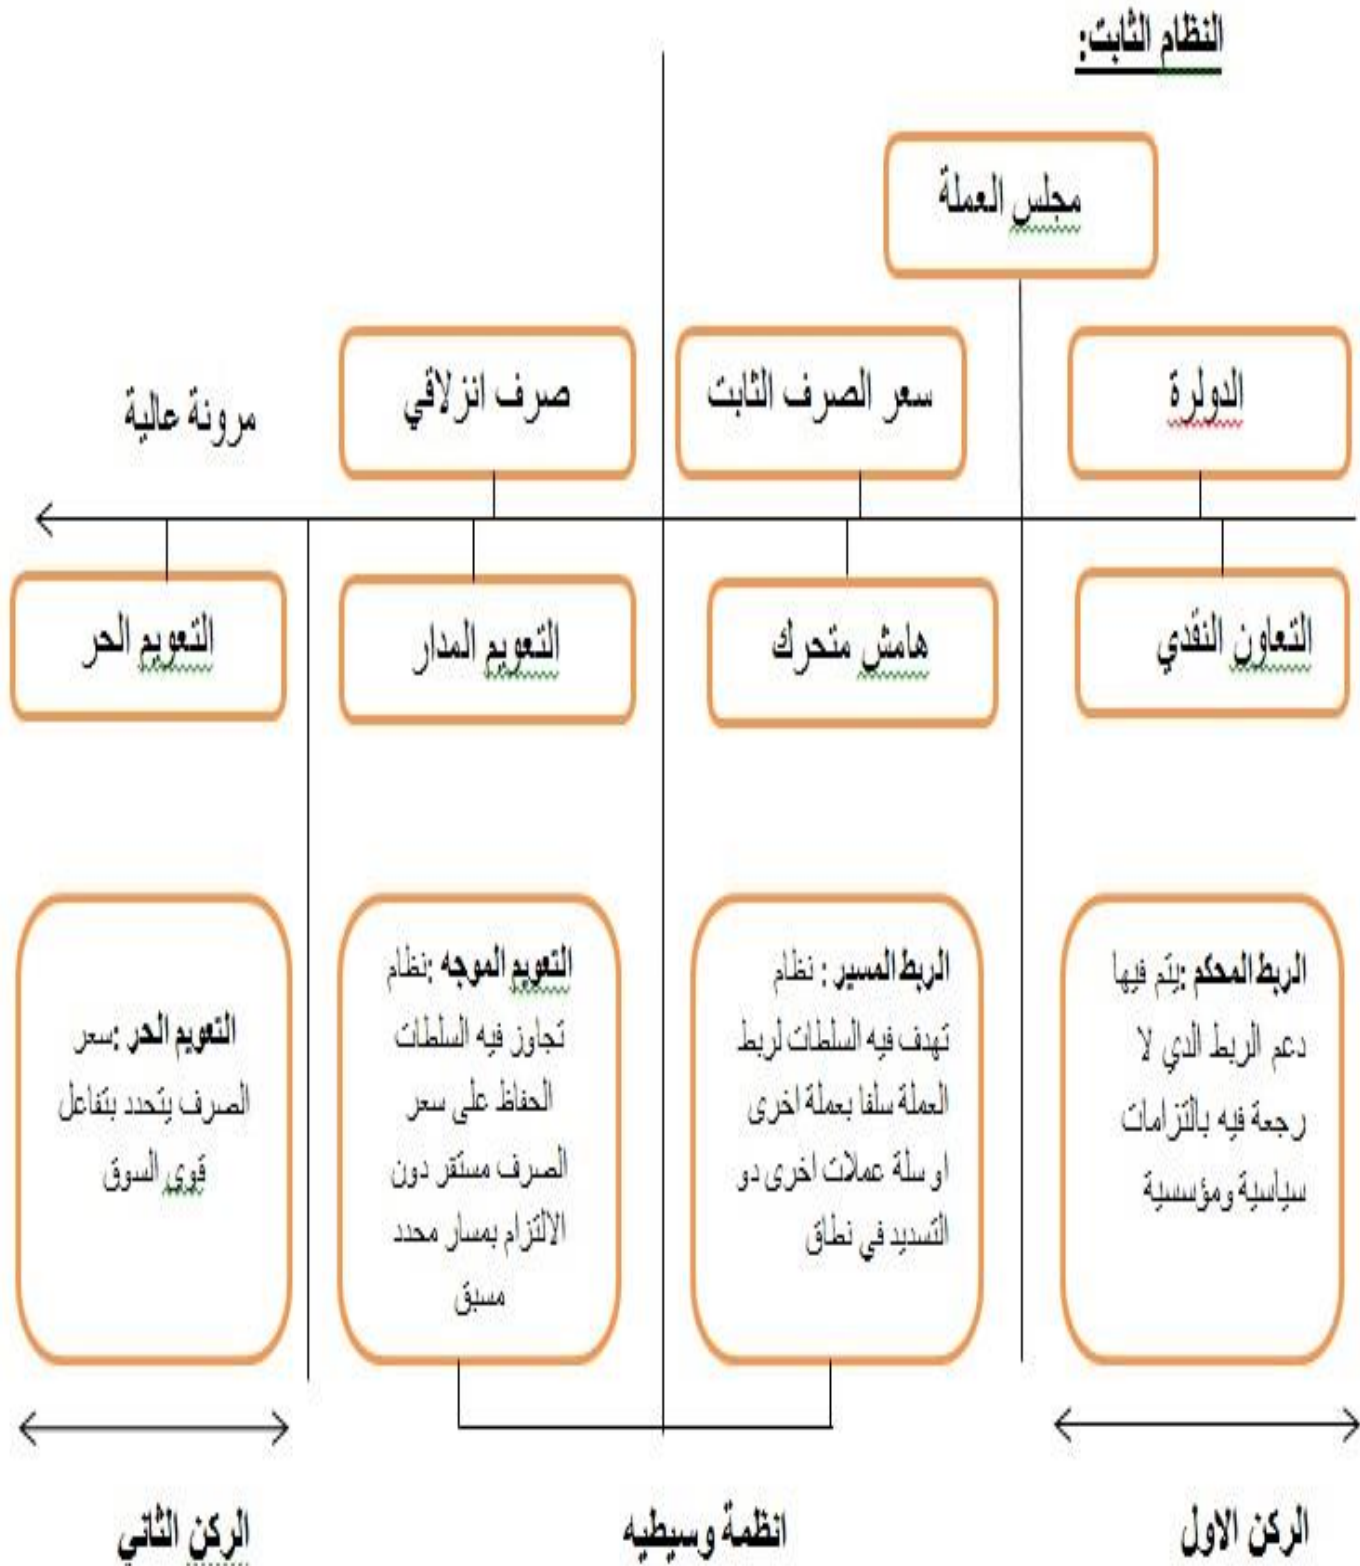 النظام الثابت:
مجلس العملة
الدولرة
سعر الصرف الثابت
صرف انزلاقي
مرونة عالية
التعاون النقدي
هامش متحرك
التعويم المدار
التعويم الحر
الربط المحكم :يتم فيها
دعم الربط الدي لا
رجعة فيه بالتزامات
سياسية ومؤسسية
الربط المسير : نظام
تهدف فيه السلطات لربط
العملة سلفا بعملة اخرى
او سلة عملات اخرى دو
التسديد في نطاق
التعويم الموجه :نظام
تجاوز فيه السلطات
الحفاظ على سعر
الصرف مستقر دون
الالتزام بمسار محدد
مسبق
التعويم الحر :سعر
الصرف يتحدد بتفاعل
قوى السوق
الركن الاول
انظمة وسيطيه
الركن الثاني